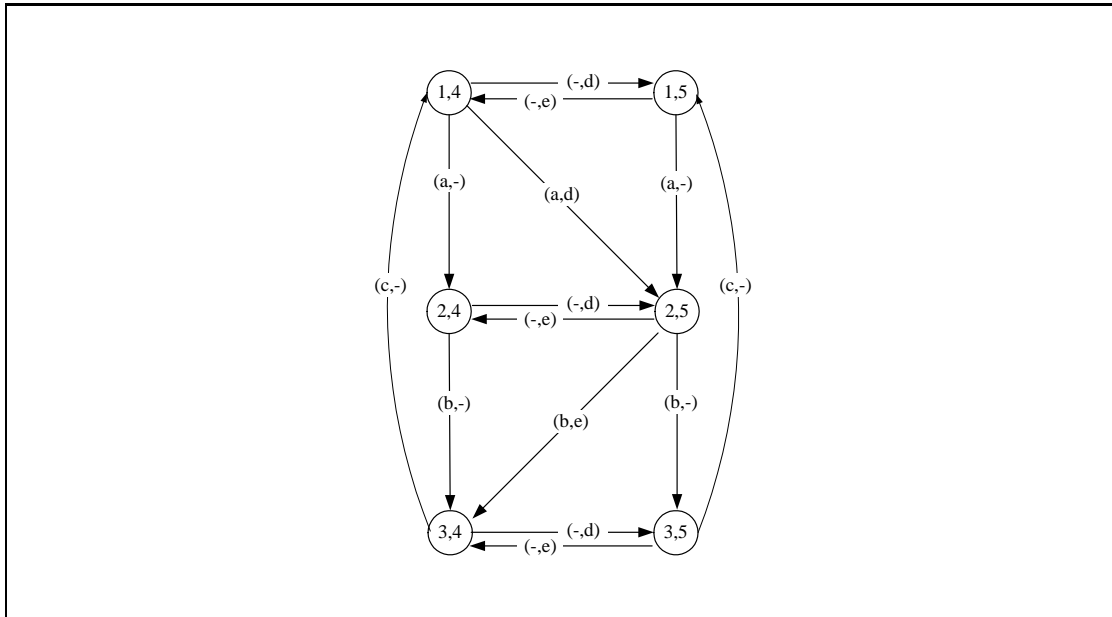 (-,d)
1,4
1,5
(-,e)
(a,-)
(a,-)
(a,d)
(c,-)
(c,-)
(-,d)
2,4
2,5
(-,e)
(b,-)
(b,-)
(b,e)
(-,d)
3,4
3,5
(-,e)